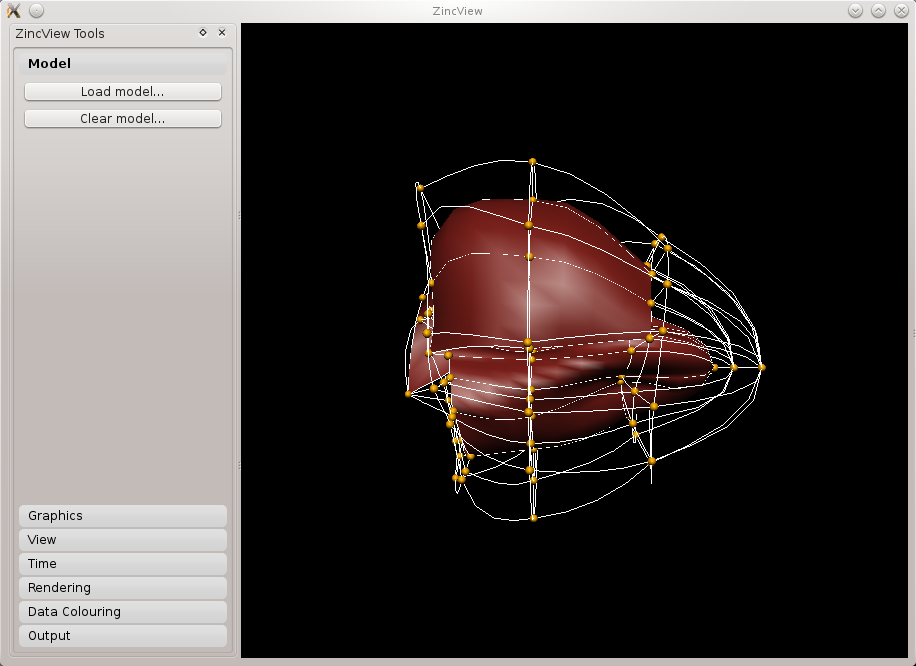 ZincView
ZincView Tools
Model
Load model...
Clear model...
Graphics
View
Time
Rendering
Data Colouring
Output